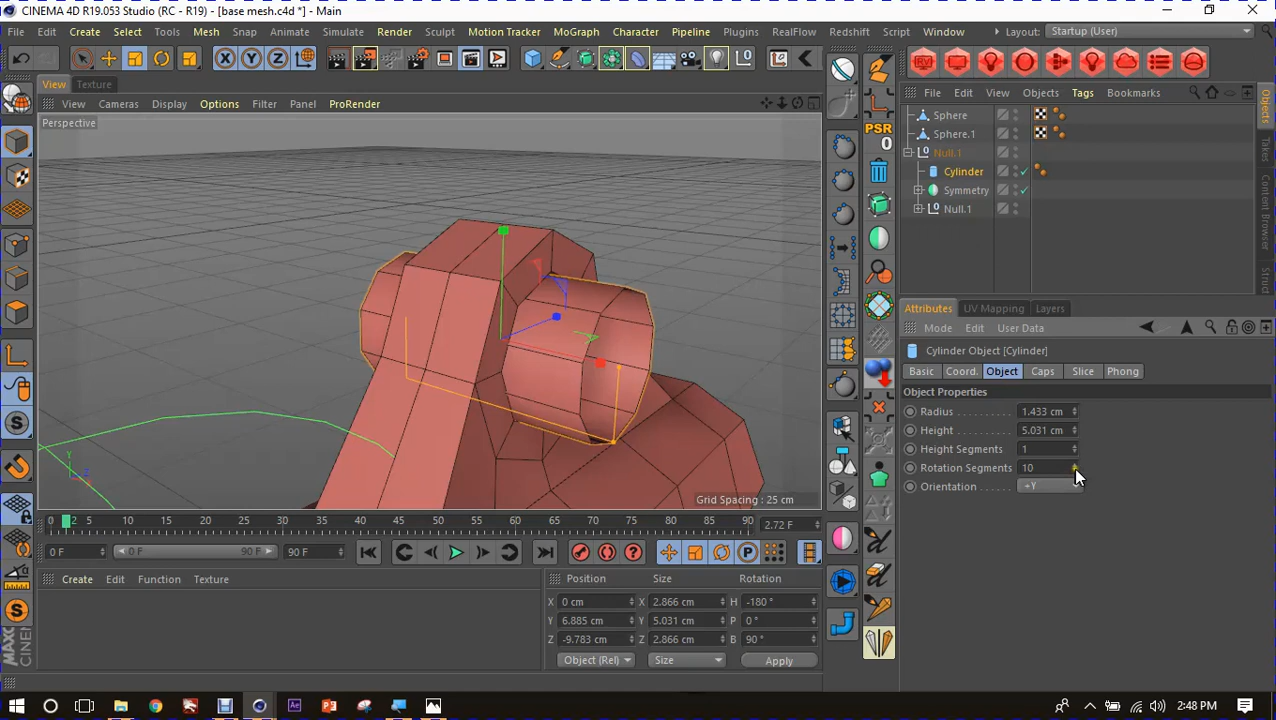 CINEMA 4D R19.053 Studio (RC - R19) - [base mesh.c4d *] - Main
File Edit Create Select Tools Mesh Snap Animate Simulate Render Sculpt Motion Tracker MoGraph Character Pipeline Plugins RealFlow Redshift Script Window Layout: Startup (User)
X Y Z
RVI
View Texture
View Cameras Display Options Filter Panel ProRender
Perspective
Grid Spacing : 25 cm
Y Z
PSR
0
File Edit View Objects Tags Bookmarks
Sphere
Sphere.1
Null.1
Cylinder
Symmetry
Null.1
Objects
Takes
Content Browser
Struct
Attributes UV Mapping Layers
Mode Edit User Data
Cylinder Object [Cylinder]
Basic Coord. Object Caps Slice Phong
Object Properties
Radius 1.433 cm
Height 5.031 cm
Height Segments 1
Rotation Segments 10
Orientation +Y
0 2 5 10 15 20 25 30 35 40 45 50 55 60 65 70 75 80 85 90 2.72 F
0 F 0 F 90 F 90 F
Create Edit Function Texture
Position Size Rotation
X 0 cm X 2.866 cm H -180 °
Y 6.885 cm Y 5.031 cm P 0 °
Z -9.783 cm Z 2.866 cm B 90 °
Object (Rel) Size Apply
2:48 PM